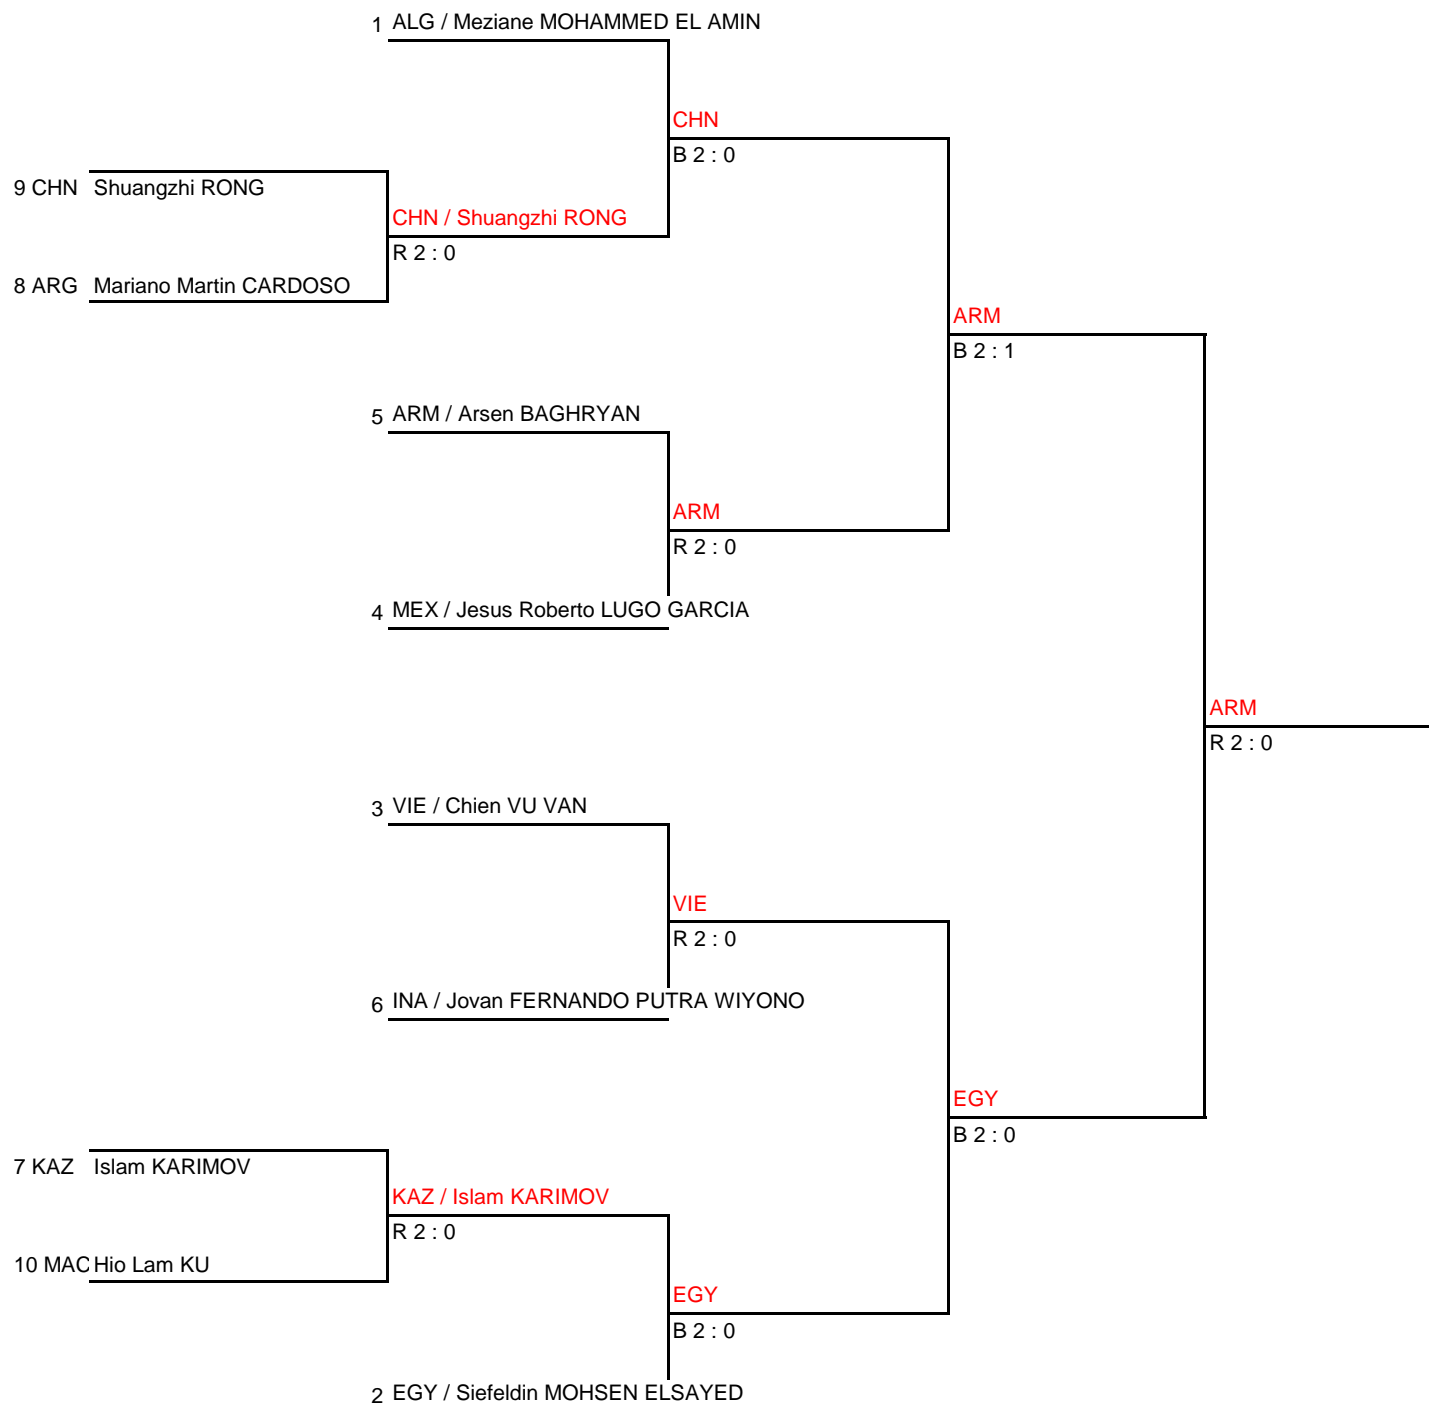 1 ALG / Meziane MOHAMMED EL AMIN
CHN
B 2 : 0
9 CHN Shuangzhi RONG
CHN / Shuangzhi RONG
R 2 : 0
8 ARG Mariano Martin CARDOSO
ARM
B 2 : 1
5 ARM / Arsen BAGHRYAN
ARM
R 2 : 0
4 MEX / Jesus Roberto LUGO GARCIA
ARM
R 2 : 0
3 VIE / Chien VU VAN
VIE
R 2 : 0
6 INA / Jovan FERNANDO PUTRA WIYONO
EGY
B 2 : 0
7 KAZ Islam KARIMOV
KAZ / Islam KARIMOV
R 2 : 0
10 MAC Hio Lam KU
EGY
B 2 : 0
2 EGY / Siefeldin MOHSEN ELSAYED